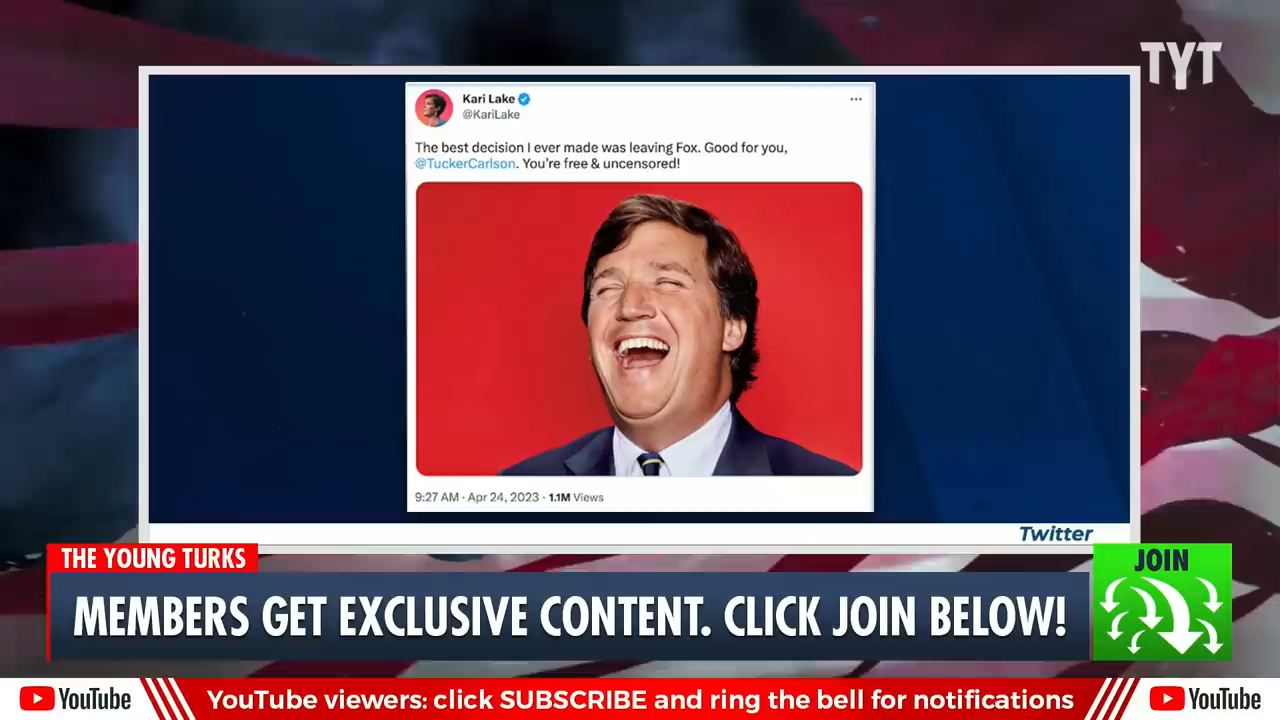 TYT
Kari Lake
@KariLake
The best decision I ever made was leaving Fox. Good for you,
@TuckerCarlson. You're free & uncensored!
9:27 AM · Apr 24, 2023 · 1.1M Views
Twitter
THE YOUNG TURKS
JOIN
MEMBERS GET EXCLUSIVE CONTENT. CLICK JOIN BELOW!
YouTube
YouTube viewers: click SUBSCRIBE and ring the bell for notifications
YouTube